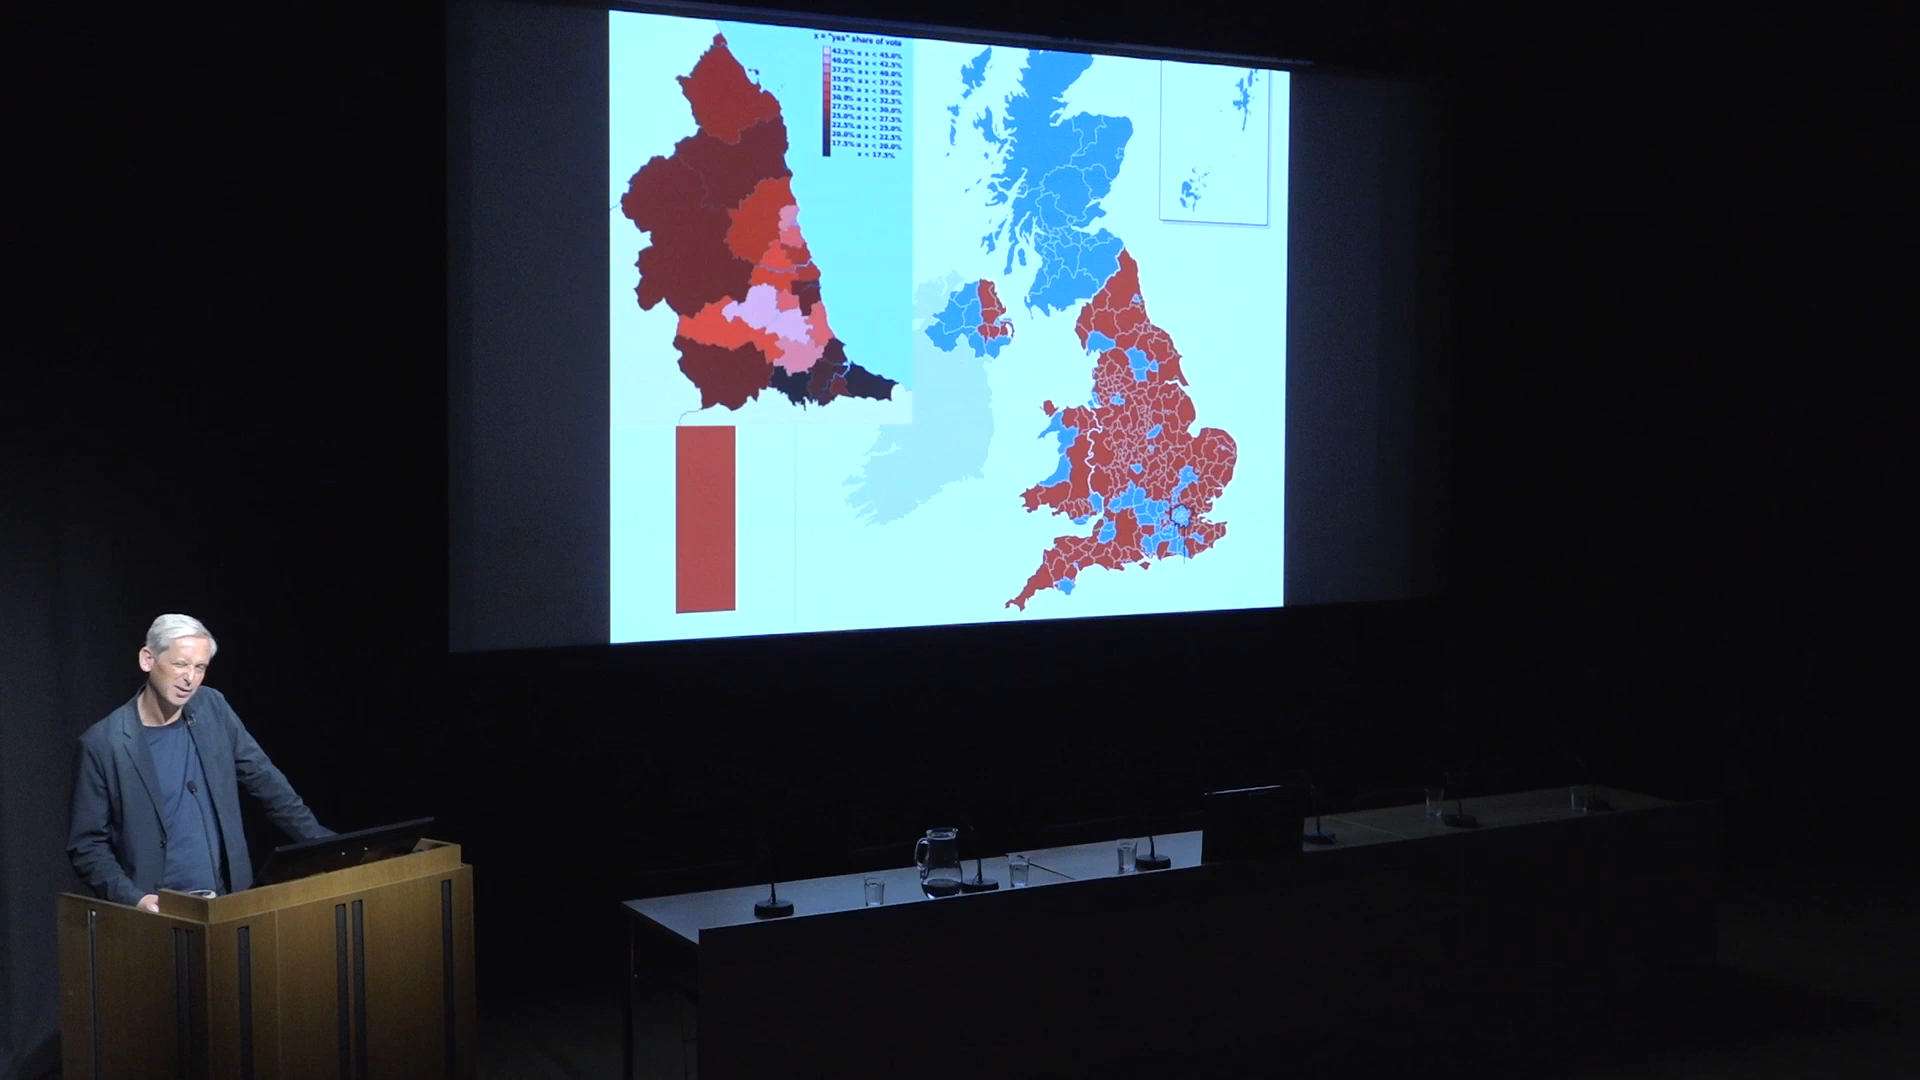 x = "yes" share of vote
42.5% ≤ x < 45.0%
40.0% ≤ x < 42.5%
37.5% ≤ x < 40.0%
35.0% ≤ x < 37.5%
32.5% ≤ x < 35.0%
30.0% ≤ x < 32.5%
27.5% ≤ x < 30.0%
25.0% ≤ x < 27.5%
22.5% ≤ x < 25.0%
20.0% ≤ x < 22.5%
17.5% ≤ x < 20.0%
x < 17.5%